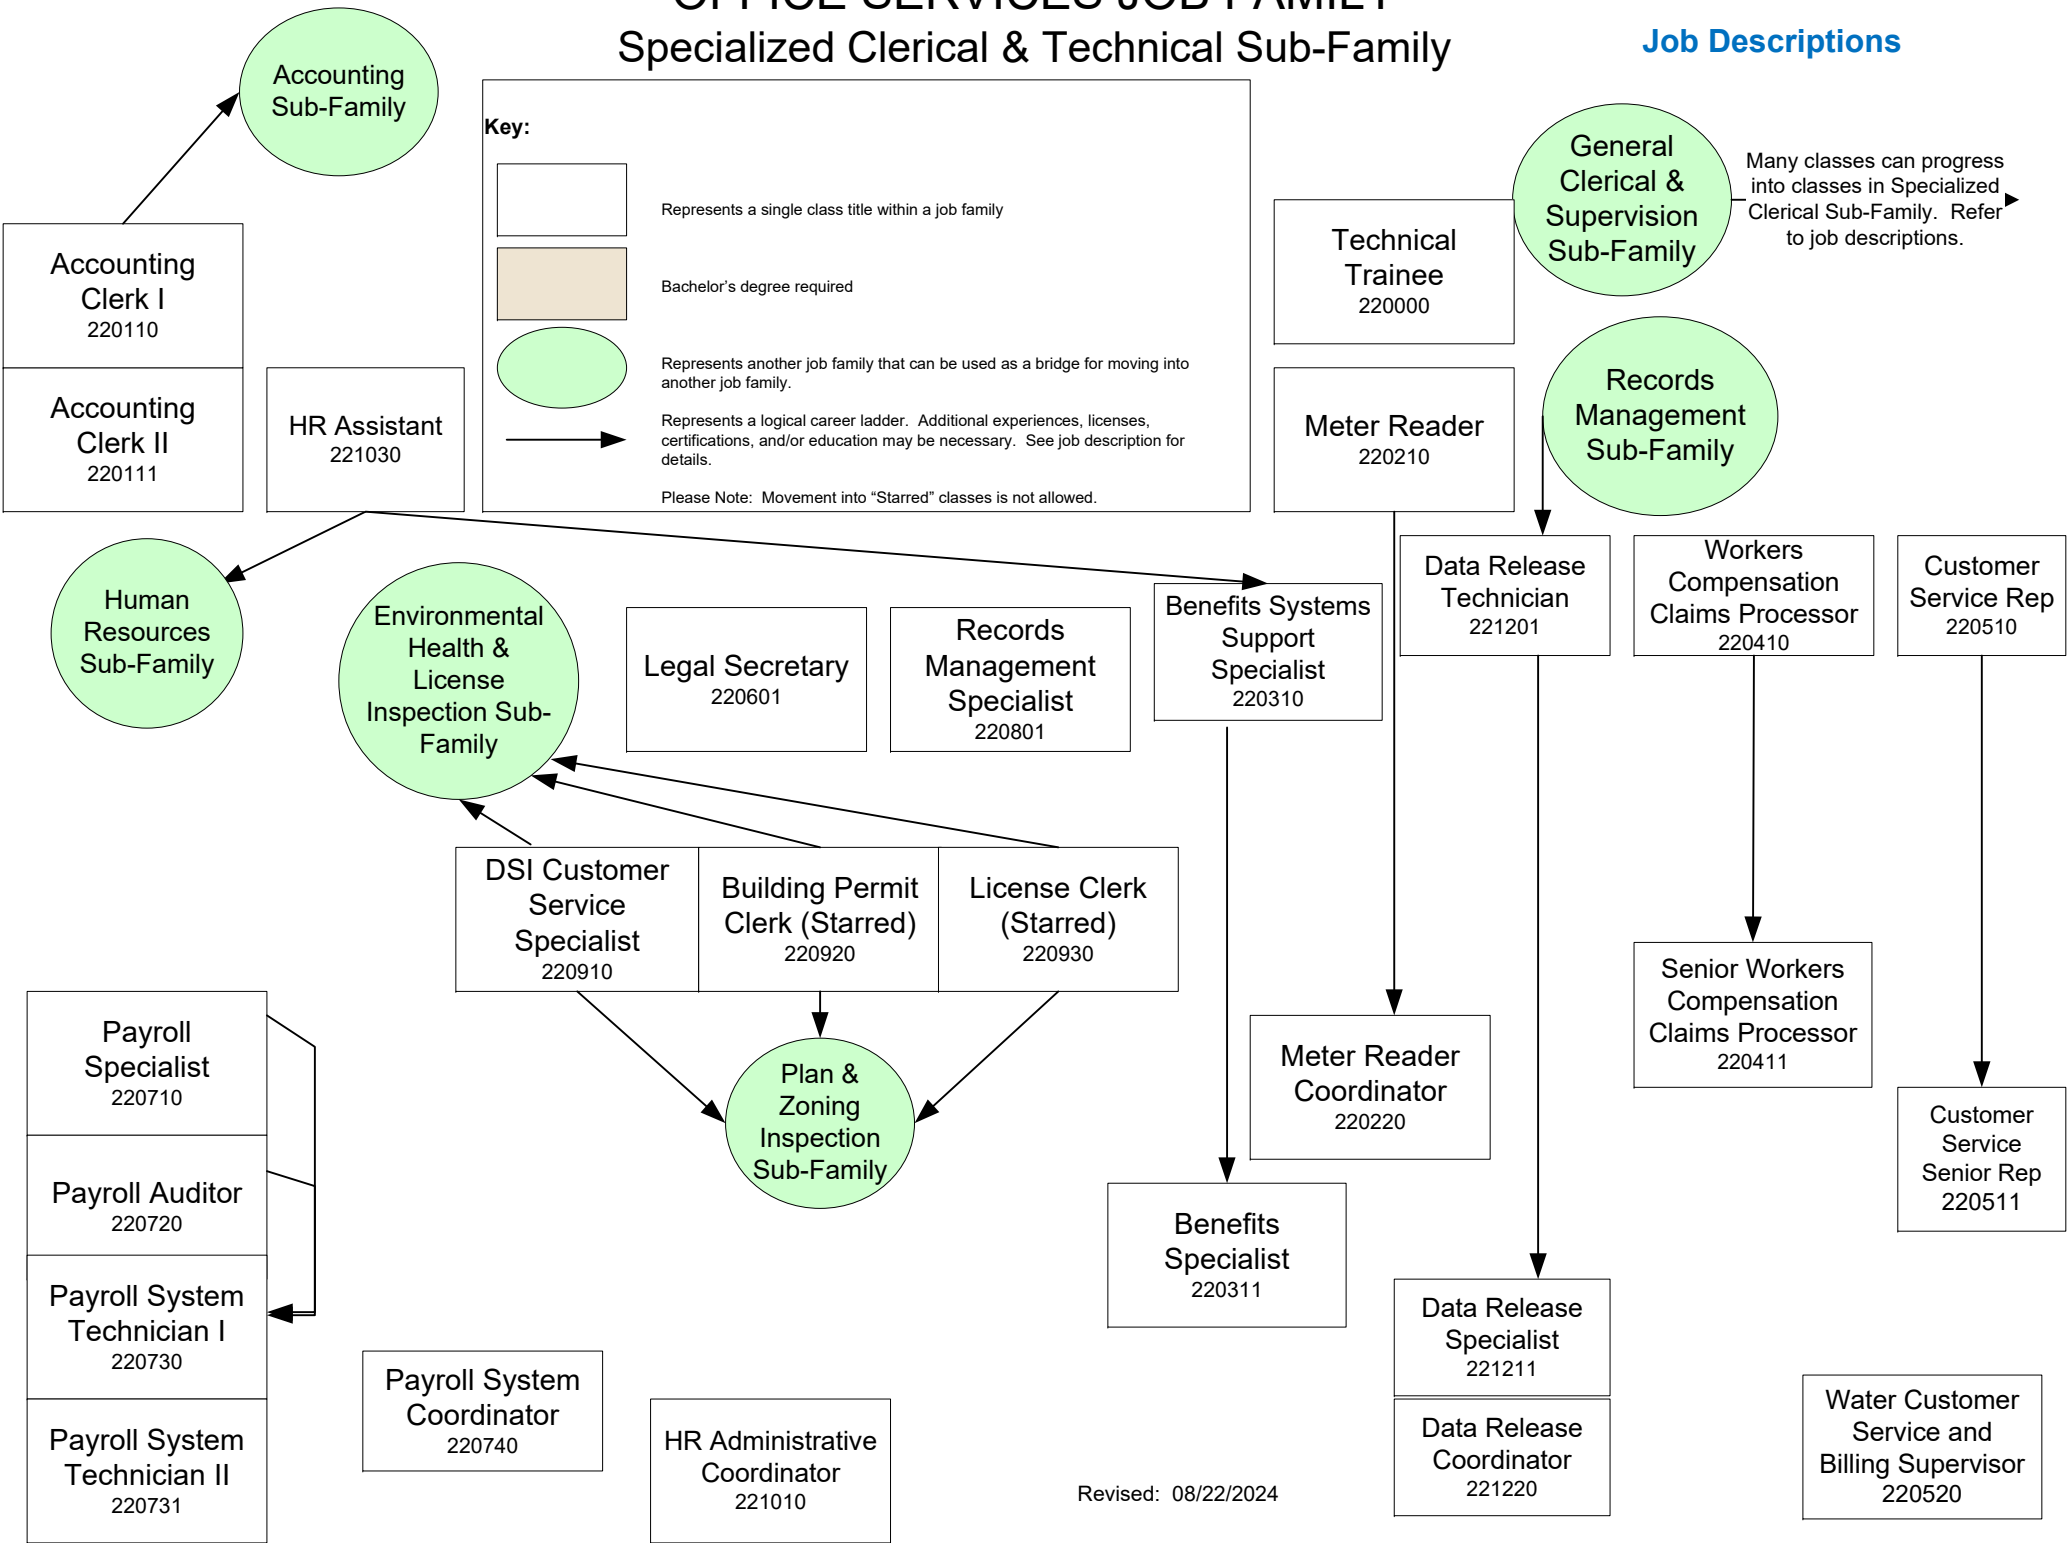 OFFICE SERVICES JOB FAMILY
Specialized Clerical & Technical Sub-Family
Job Descriptions
Accounting
Sub-Family
Key:
Represents a single class title within a job family
Bachelor’s degree required
Represents another job family that can be used as a bridge for moving into
another job family.
Represents a logical career ladder.  Additional experiences, licenses,
certifications, and/or education may be necessary.  See job description for
details.
Please Note:  Movement into “Starred” classes is not allowed.
General
Clerical &
Supervision
Sub-Family
Many classes can progress
into classes in Specialized
Clerical Sub-Family.  Refer
to job descriptions.
Technical
Trainee
220000
Accounting
Clerk I
220110
Accounting
Clerk II
220111
HR Assistant
221030
Meter Reader
220210
Records
Management
Sub-Family
Human
Resources
Sub-Family
Environmental
Health &
License
Inspection Sub-
Family
Legal Secretary
220601
Records
Management
Specialist
220801
Benefits Systems
Support
Specialist
220310
Data Release
Technician
221201
Workers
Compensation
Claims Processor
220410
Customer
Service Rep
220510
DSI Customer
Service
Specialist
220910
Building Permit
Clerk (Starred)
220920
License Clerk
(Starred)
220930
Senior Workers
Compensation
Claims Processor
220411
Payroll
Specialist
220710
Payroll Auditor
220720
Payroll System
Technician I
220730
Payroll System
Technician II
220731
Plan &
Zoning
Inspection
Sub-Family
Meter Reader
Coordinator
220220
Customer
Service
Senior Rep
220511
Benefits
Specialist
220311
Data Release
Specialist
221211
Data Release
Coordinator
221220
Payroll System
Coordinator
220740
HR Administrative
Coordinator
221010
Revised:  08/22/2024
Water Customer
Service and
Billing Supervisor
220520